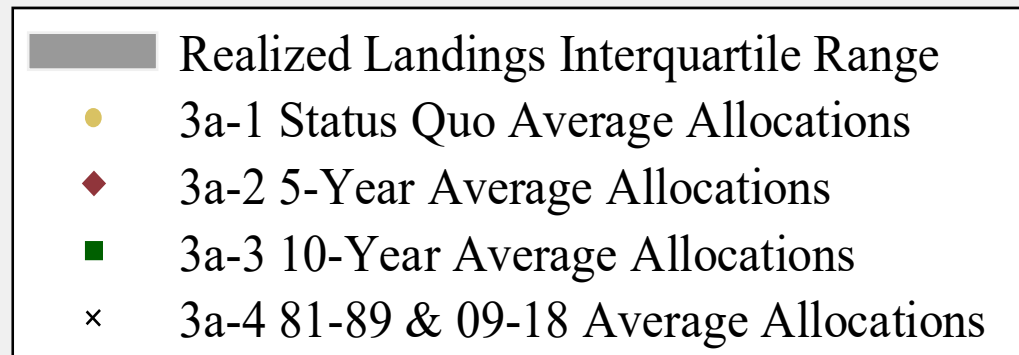 Realized Landings Interquartile Range
3a-1 Status Quo Average Allocations
3a-2 5-Year Average Allocations
3a-3 10-Year Average Allocations
3a-4 81-89 & 09-18 Average Allocations